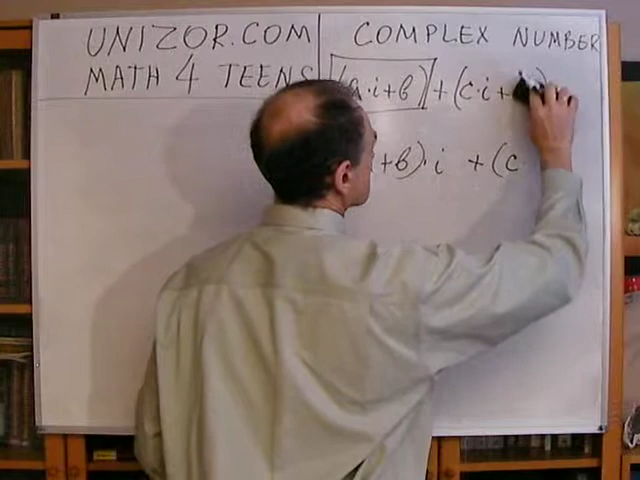 UNIZOR.COM
MATH 4 TEENS
COMPLEX NUMBER
(a·i+b) + (c·i+
+b)·i + (c